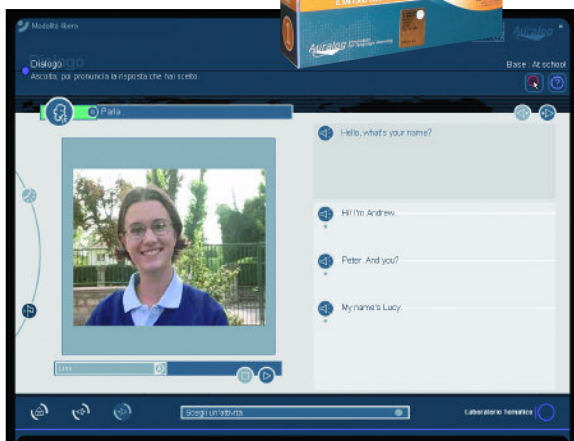 Auralog
Modalità libera
Auralog
Dialogo
Ascolta, poi pronuncia la risposta che hai scelto.
Base : At school
Parla
Hello, what's your name?
Hi! I'm Andrew.
Peter. And you?
My name's Lucy.
Scegli un'attività
Laboratorio Tematico